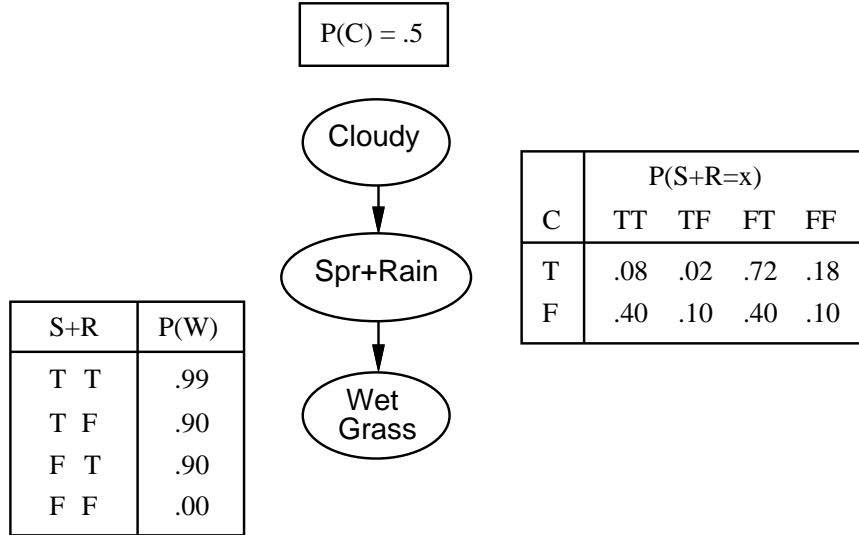 P(C) = .5
Cloudy
P(S+R=x)
C TT TF FT FF
T .08 .02 .72 .18
F .40 .10 .40 .10
Spr+Rain
S+R P(W)
T T .99
T F .90
F T .90
F F .00
Wet
Grass